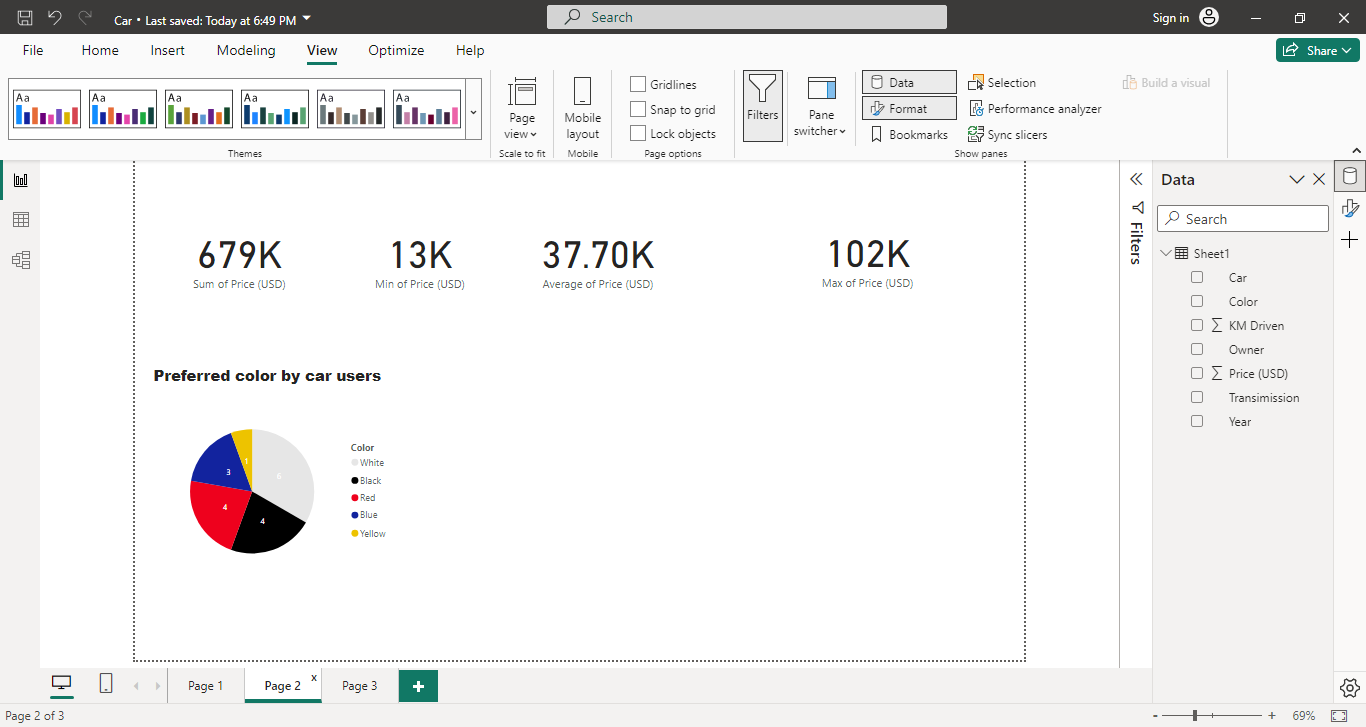 Car • Last saved: Today at 6:49 PM
Search
Sign in
File Home Insert Modeling View Optimize Help
Share
Aa Aa Aa Aa Aa Aa
Themes
Page view
Scale to fit
Mobile layout
Mobile
Gridlines
Snap to grid
Lock objects
Page options
Filters
Pane switcher
Data
Format
Bookmarks
Selection
Performance analyzer
Sync slicers
Show panes
Build a visual
679K
Sum of Price (USD)
13K
Min of Price (USD)
37.70K
Average of Price (USD)
102K
Max of Price (USD)
Preferred color by car users
1
6
3
4
4
Color
White
Black
Red
Blue
Yellow
Filters
Data
Search
Sheet1
Car
Color
∑ KM Driven
Owner
∑ Price (USD)
Transimission
Year
Page 1
Page 2 x
Page 3
+
Page 2 of 3
- + 69%